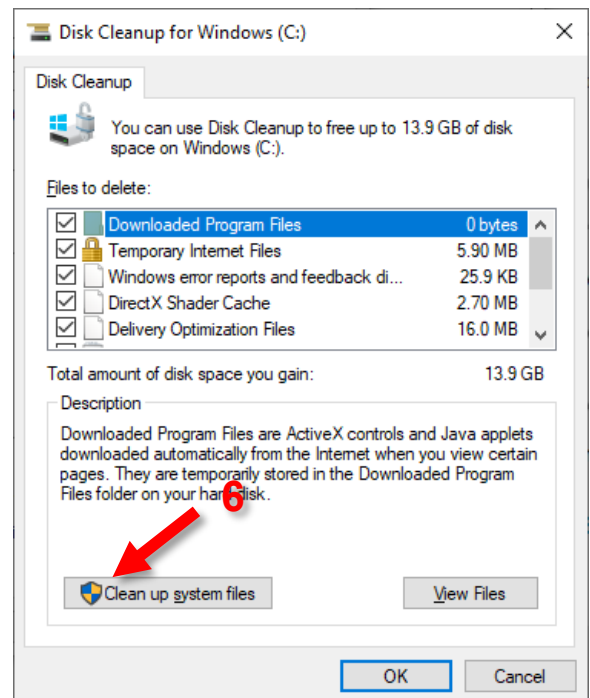 Disk Cleanup for Windows (C:)
Disk Cleanup
You can use Disk Cleanup to free up to 13.9 GB of disk
space on Windows (C:).
Files to delete:
Downloaded Program Files 0 bytes
Temporary Internet Files 5.90 MB
Windows error reports and feedback di... 25.9 KB
DirectX Shader Cache 2.70 MB
Delivery Optimization Files 16.0 MB
Total amount of disk space you gain: 13.9 GB
Description
Downloaded Program Files are ActiveX controls and Java applets
downloaded automatically from the Internet when you view certain
pages. They are temporarily stored in the Downloaded Program
Files folder on your hard disk.
6
Clean up system files
View Files
OK
Cancel